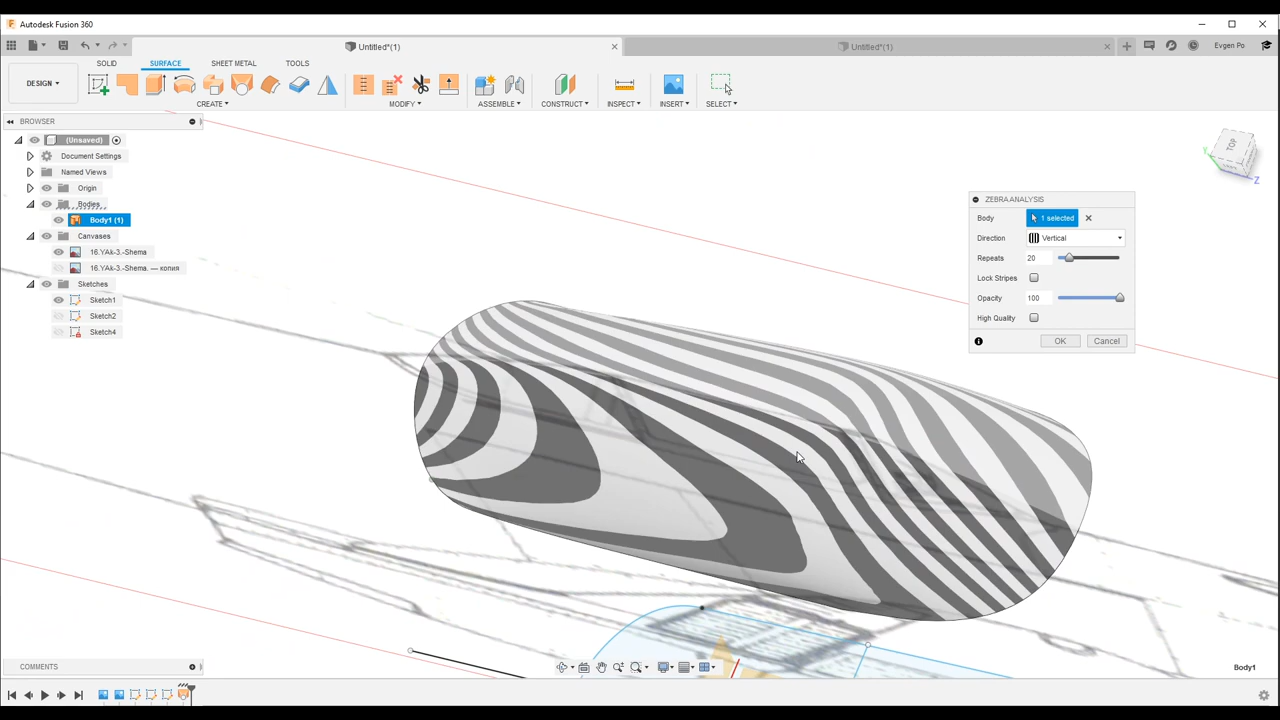 Autodesk Fusion 360
Untitled*(1)
Untitled*(1)
Evgen Po
DESIGN
SOLID
SURFACE
SHEET METAL
TOOLS
CREATE
MODIFY
ASSEMBLE
CONSTRUCT
INSPECT
INSERT
SELECT
BROWSER
(Unsaved)
Document Settings
Named Views
Origin
Bodies
Body1 (1)
Canvases
16.YAk-3.-Shema
16.YAk-3.-Shema. — копия
Sketches
Sketch1
Sketch2
Sketch4
TOP
Y
Z
ZEBRA ANALYSIS
Body
1 selected
Direction
Vertical
Repeats
20
Lock Stripes
Opacity
100
High Quality
OK
Cancel
COMMENTS
Body1